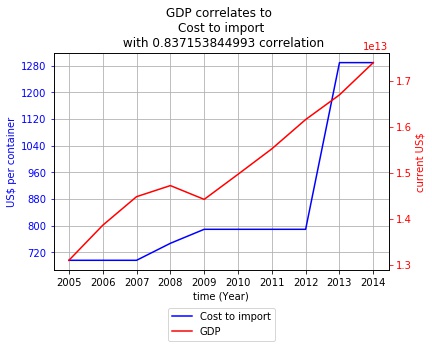 GDP correlates to
Cost to import
with 0.837153844993 correlation
1e13
1280
1200
1120
1040
960
880
800
720
US$ per container
1.7
1.6
1.5
1.4
1.3
current US$
2005 2006 2007 2008 2009 2010 2011 2012 2013 2014
time (Year)
Cost to import
GDP